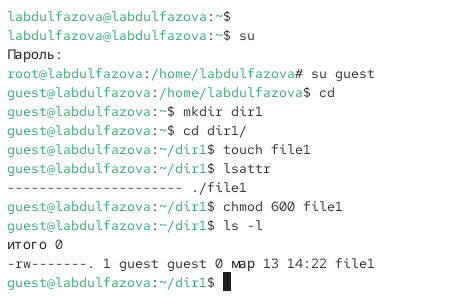 labdulfazova@labdulfazova:~$
labdulfazova@labdulfazova:~$ su
Пароль:
root@labdulfazova:/home/labdulfazova# su guest
guest@labdulfazova:/home/labdulfazova$ cd
guest@labdulfazova:~$ mkdir dir1
guest@labdulfazova:~$ cd dir1/
guest@labdulfazova:~/dir1$ touch file1
guest@labdulfazova:~/dir1$ lsattr
---------------------- ./file1
guest@labdulfazova:~/dir1$ chmod 600 file1
guest@labdulfazova:~/dir1$ ls -l
итого 0
-rw-------. 1 guest guest 0 мар 13 14:22 file1
guest@labdulfazova:~/dir1$